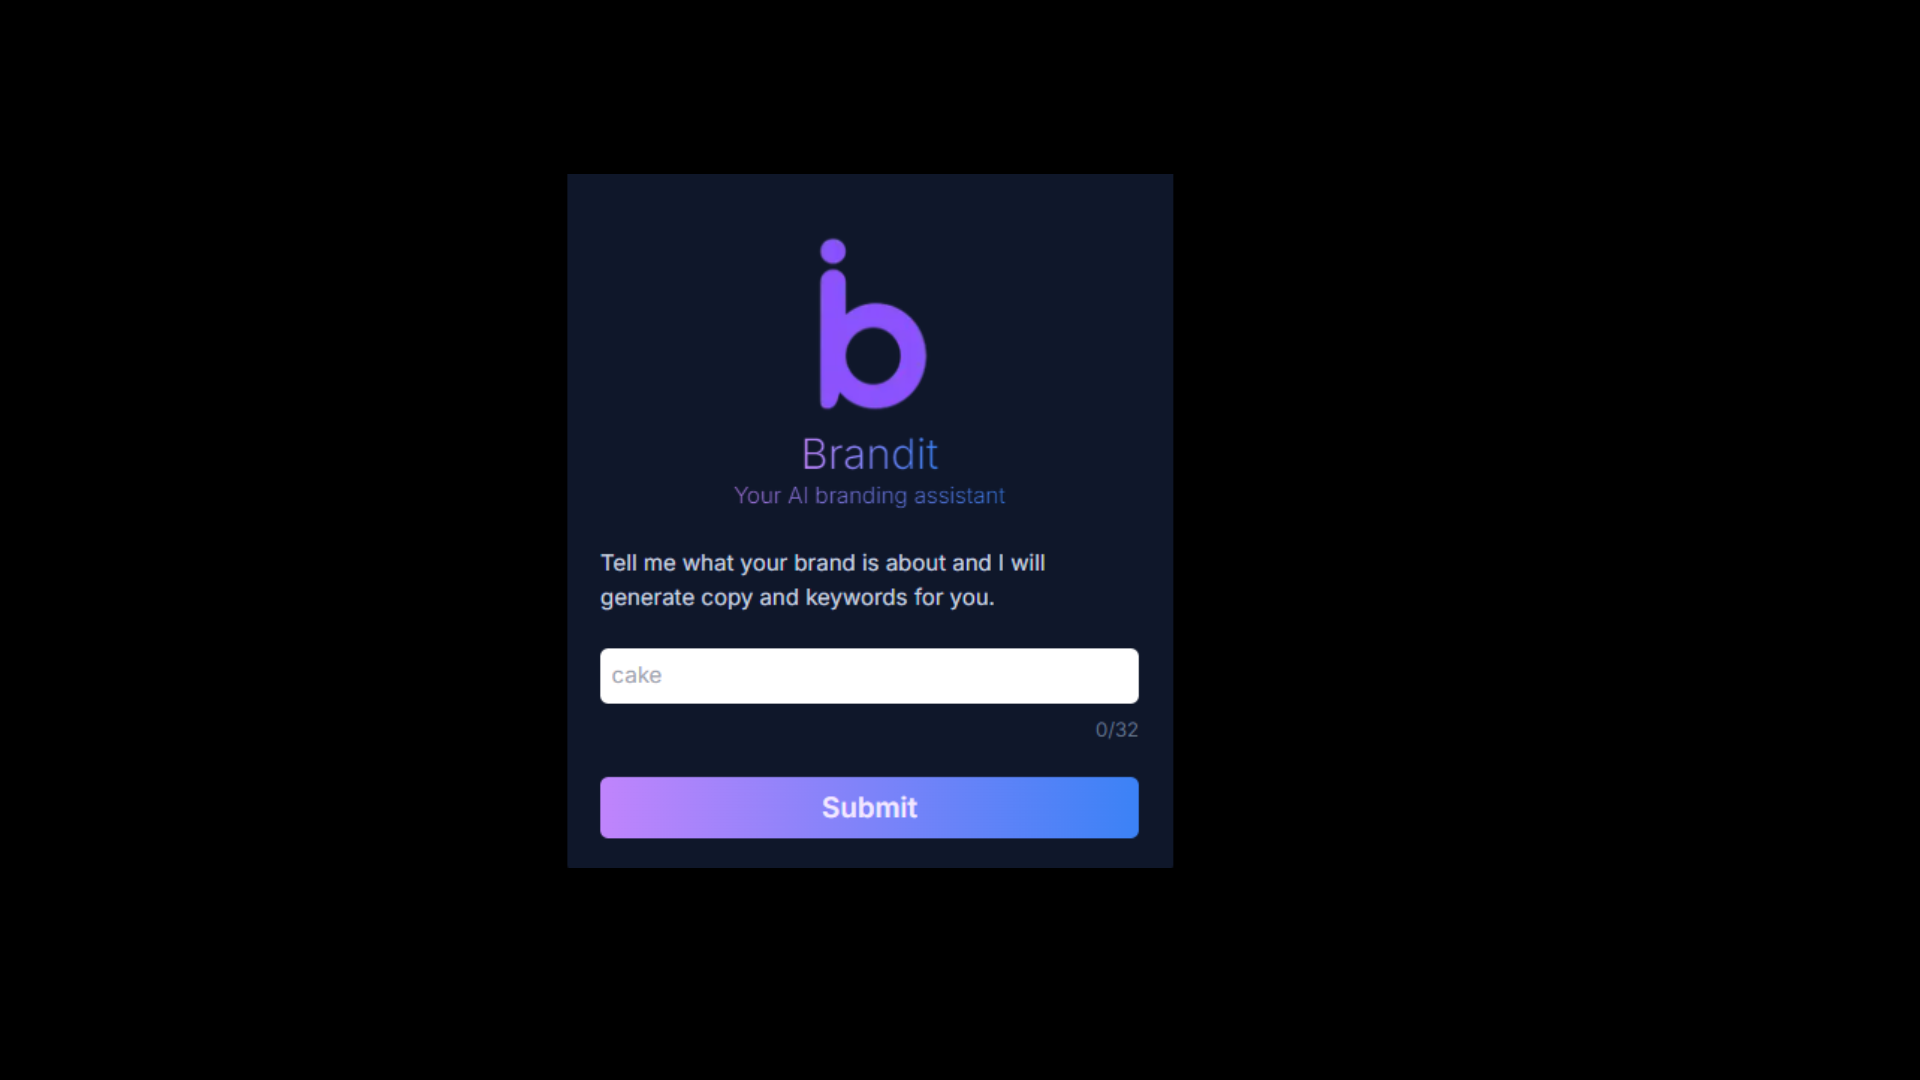 b
Brandit
Your AI branding assistant
Tell me what your brand is about and I will
generate copy and keywords for you.
cake
0/32
Submit